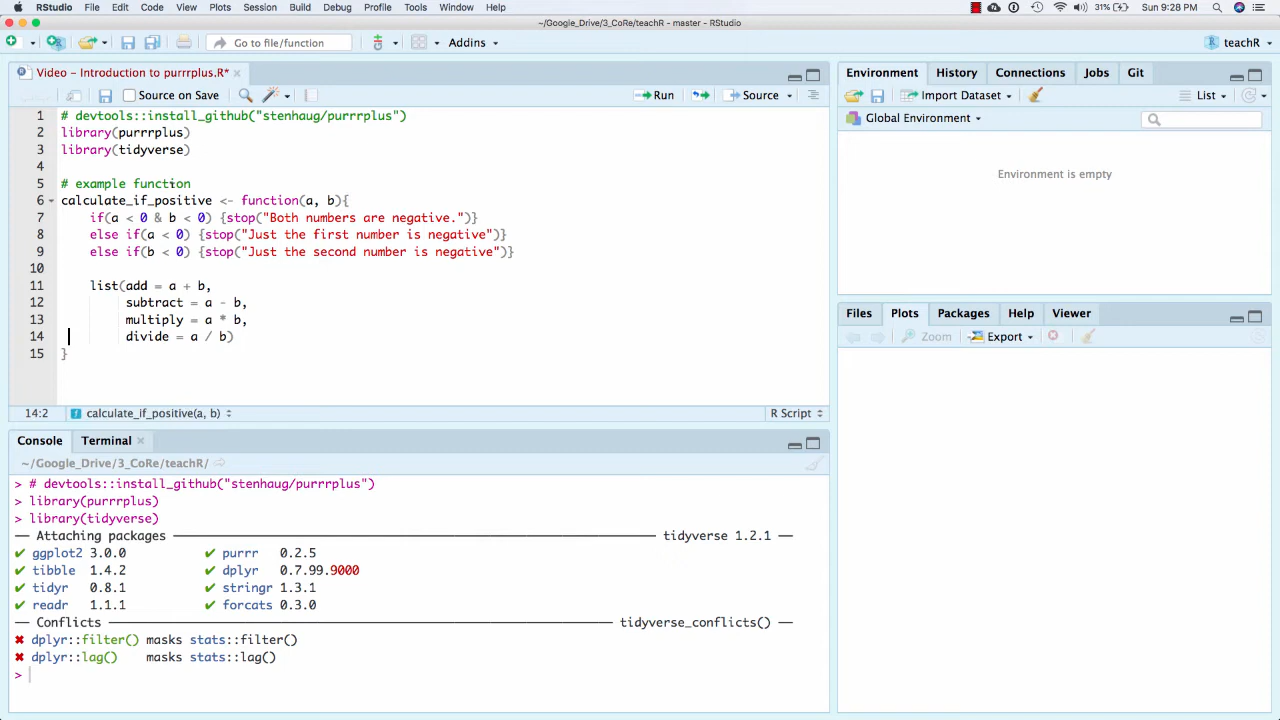 RStudio File Edit Code View Plots Session Build Debug Profile Tools Window Help 31% Sun 9:28 PM
~/Google_Drive/3_CoRe/teachR - master - RStudio
Go to file/function Addins teachR
Video - Introduction to purrrplus.R*
Source on Save Run Source
1 # devtools::install_github("stenhaug/purrrplus")
2 library(purrrplus)
3 library(tidyverse)
4
5 # example function
6 calculate_if_positive <- function(a, b){
7 if(a < 0 & b < 0) {stop("Both numbers are negative.")}
8 else if(a < 0) {stop("Just the first number is negative")}
9 else if(b < 0) {stop("Just the second number is negative")}
10
11 list(add = a + b,
12 subtract = a - b,
13 multiply = a * b,
14 divide = a / b)
15 }
14:2 calculate_if_positive(a, b) R Script
Console Terminal
~/Google_Drive/3_CoRe/teachR/
> # devtools::install_github("stenhaug/purrrplus")
> library(purrrplus)
> library(tidyverse)
── Attaching packages ── tidyverse 1.2.1 ──
✔ ggplot2 3.0.0 ✔ purrr 0.2.5
✔ tibble 1.4.2 ✔ dplyr 0.7.99.9000
✔ tidyr 0.8.1 ✔ stringr 1.3.1
✔ readr 1.1.1 ✔ forcats 0.3.0
── Conflicts ── tidyverse_conflicts() ──
✖ dplyr::filter() masks stats::filter()
✖ dplyr::lag() masks stats::lag()
>
Environment History Connections Jobs Git
Import Dataset List
Global Environment
Environment is empty
Files Plots Packages Help Viewer
Zoom Export